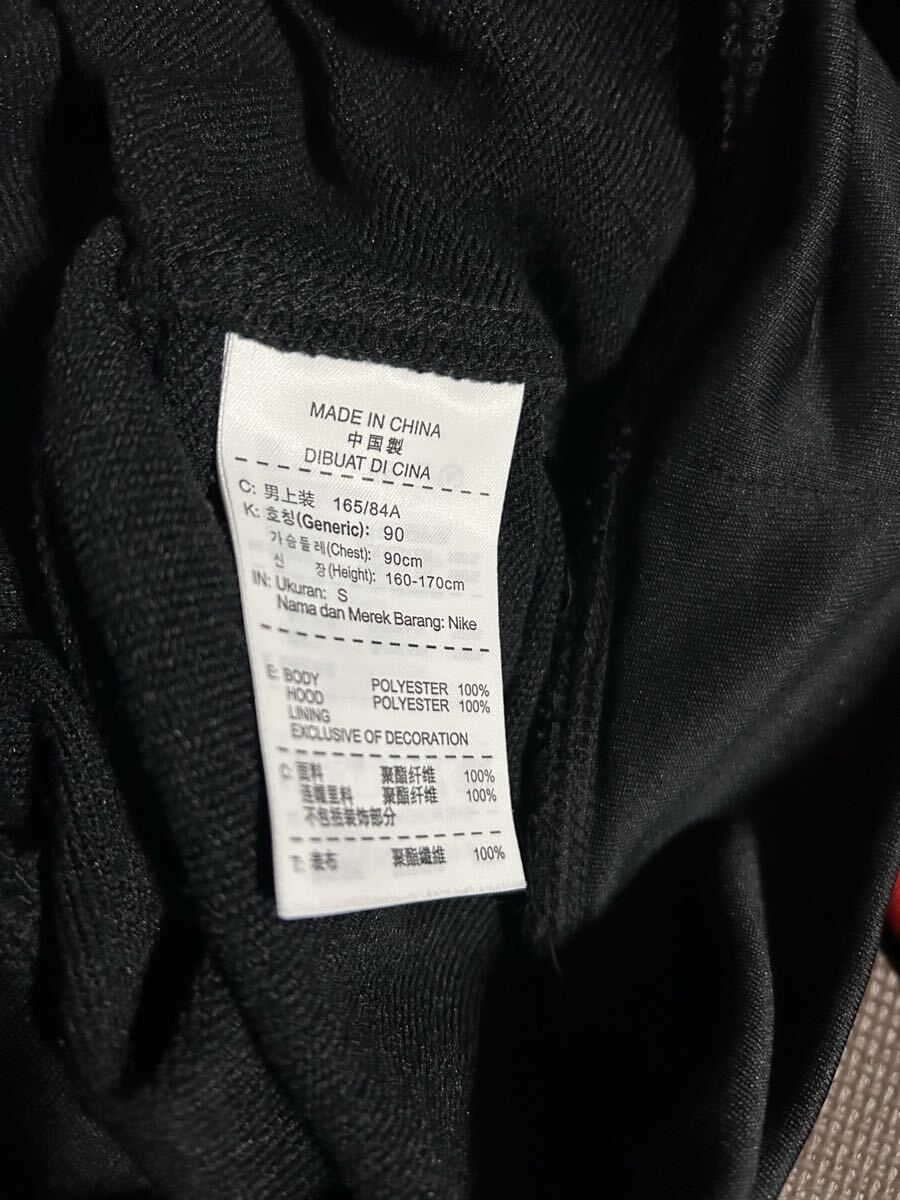 MADE IN CHINA
中国製
DIBUAT DI CINA
C: 男上装 165/84A
K: 호칭(Generic): 90
가슴둘레(Chest): 90cm
신 장(Height): 160-170cm
IN: Ukuran: S
Nama dan Merek Barang: Nike
E: BODY POLYESTER 100%
HOOD POLYESTER 100%
LINING
EXCLUSIVE OF DECORATION
C: 面料 聚酯纤维 100%
连帽里料 聚酯纤维 100%
不包括装饰部分
T: 表布 聚酯纖維 100%